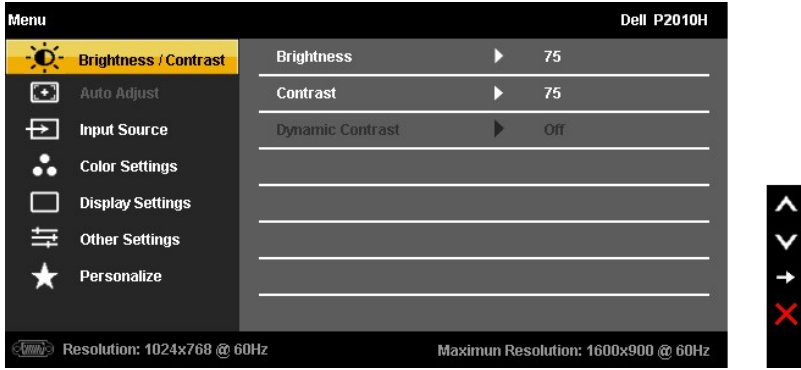 Menu
Dell P2010H
Brightness / Contrast
Brightness 75
Auto Adjust
Contrast 75
Input Source
Dynamic Contrast Off
Color Settings
Display Settings
Other Settings
Personalize
Resolution: 1024x768 @ 60Hz
Maximun Resolution: 1600x900 @ 60Hz